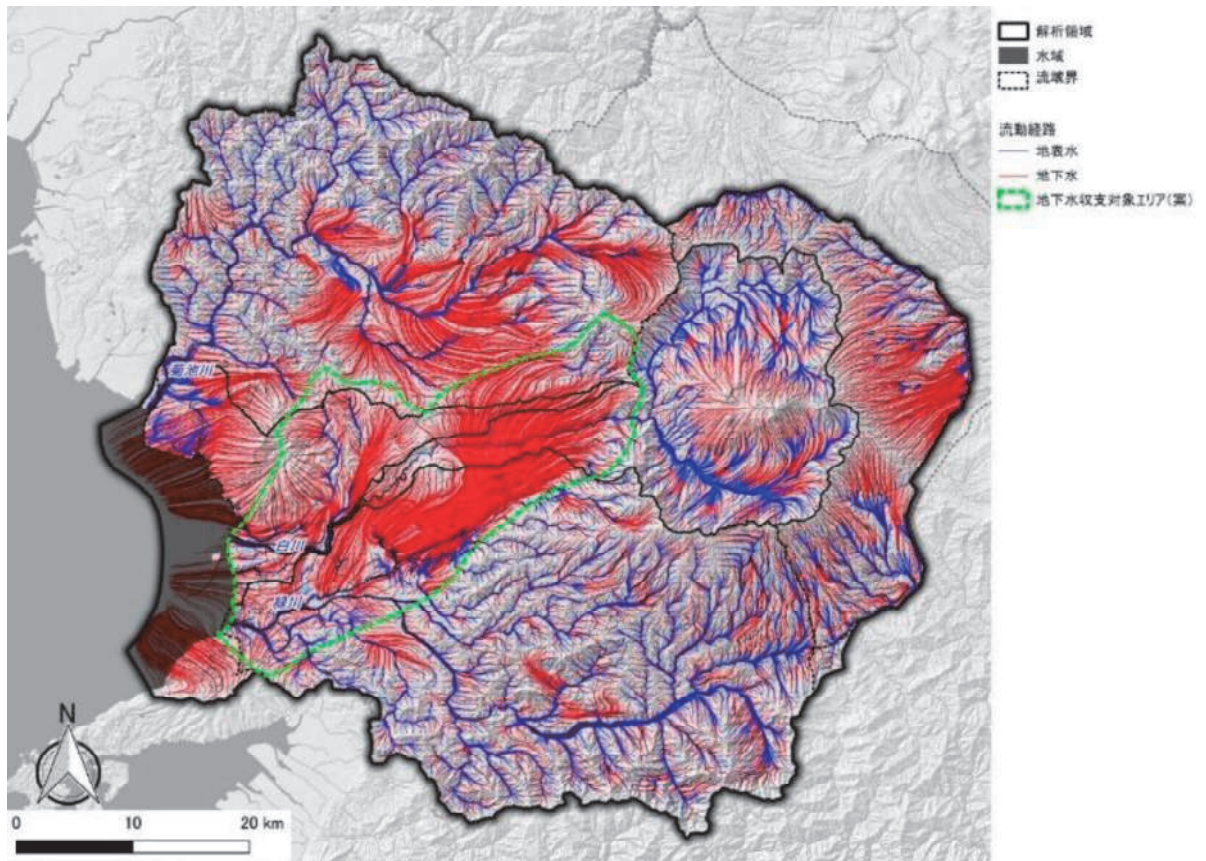 解析領域
水域
流域界
流動経路
地表水
地下水
地下水収支対象エリア(案)
菊池川
白川
緑川
N
0 10 20 km